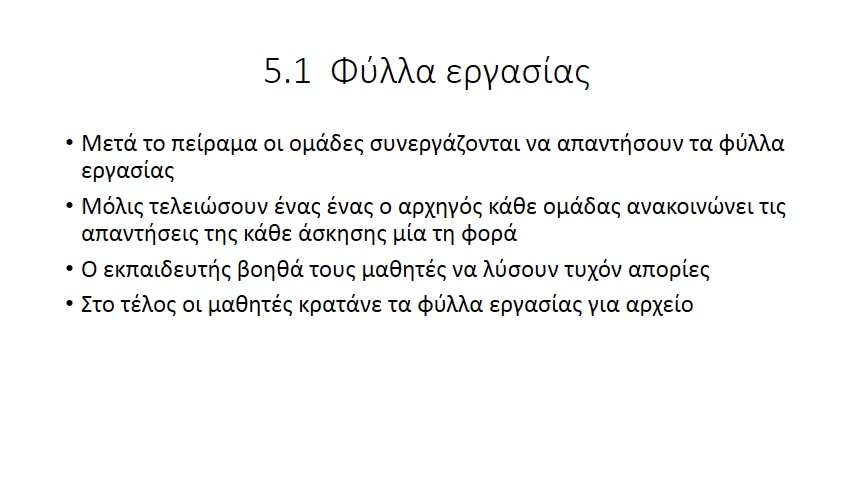 5.1 Φύλλα εργασίας
• Μετά το πείραμα οι ομάδες συνεργάζονται να απαντήσουν τα φύλλα
εργασίας
• Μόλις τελειώσουν ένας ένας ο αρχηγός κάθε ομάδας ανακοινώνει τις
απαντήσεις της κάθε άσκησης μία τη φορά
• Ο εκπαιδευτής βοηθά τους μαθητές να λύσουν τυχόν απορίες
• Στο τέλος οι μαθητές κρατάνε τα φύλλα εργασίας για αρχείο